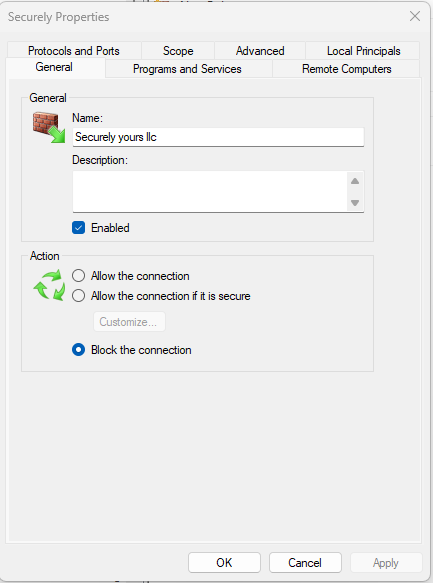 Securely Properties
Protocols and Ports Scope Advanced Local Principals
General Programs and Services Remote Computers
General
Name:
Securely yours llc
Description:
Enabled
Action
Allow the connection
Allow the connection if it is secure
Customize...
Block the connection
OK Cancel Apply